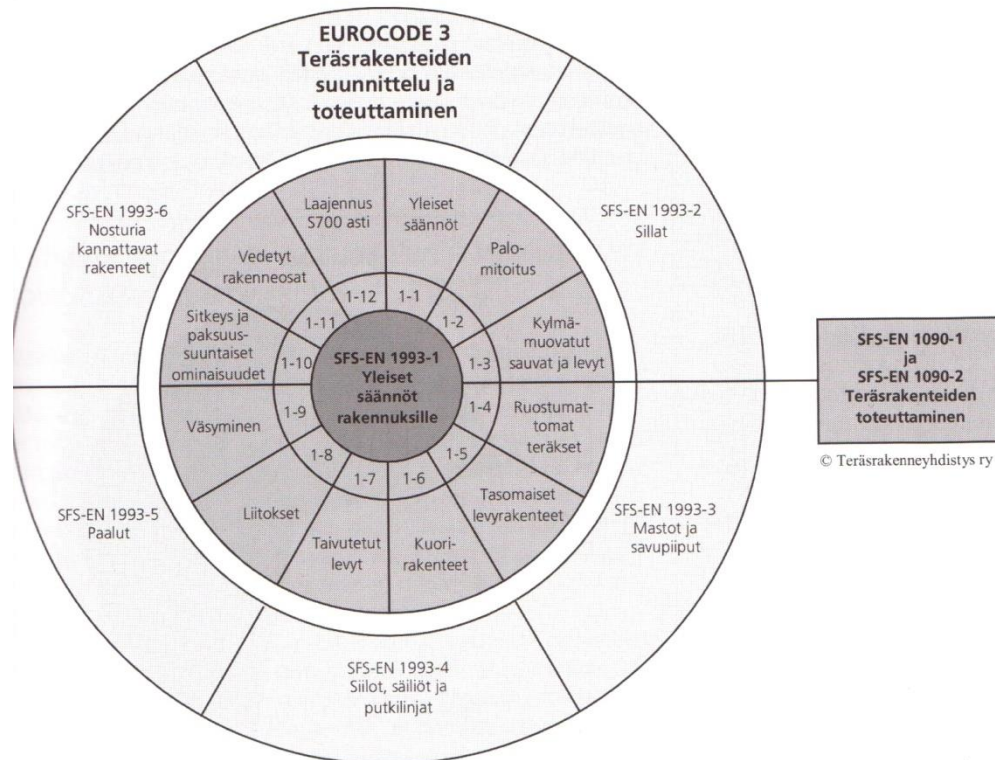 EUROCODE 3
Teräsrakenteiden
suunnittelu ja
toteuttaminen
SFS-EN 1993-6
Nosturia
kannattavat
rakenteet
SFS-EN 1993-2
Sillat
Laajennus
S700 asti
Yleiset
säännöt
Vedetyt
rakenneosat
Palo-
mitoitus
Sitkeys ja
paksuus-
suuntaiset
ominaisuudet
Kylmä-
muovatut
sauvat ja levyt
1-12
1-1
1-11
1-2
1-10
1-3
SFS-EN 1993-1
Yleiset
säännöt
rakennuksille
1-9
1-4
1-8
1-5
1-7
1-6
Väsyminen
Ruostumat-
tomat
teräkset
Liitokset
Tasomaiset
levyrakenteet
Taivutetut
levyt
Kuori-
rakenteet
SFS-EN 1090-1
ja
SFS-EN 1090-2
Teräsrakenteiden
toteuttaminen
© Teräsrakenneyhdistys ry
SFS-EN 1993-5
Paalut
SFS-EN 1993-3
Mastot ja
savupiiput
SFS-EN 1993-4
Siilot, säiliöt ja
putkilinjat